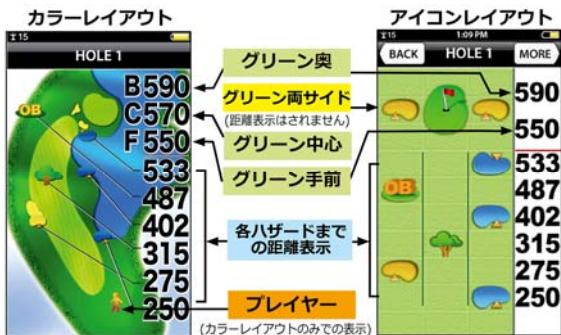 カラーレイアウト
15
HOLE 1
B590
C570
F550
533
487
402
315
275
250
OB
グリーン奥
グリーン両サイド
(距離表示はされません)
グリーン中心
グリーン手前
各ハザードまで
の距離表示
プレイヤー
(カラーレイアウトのみでの表示)
アイコンレイアウト
15 1:09 PM
BACK HOLE 1 MORE
590
550
533
487
402
315
275
250
OB